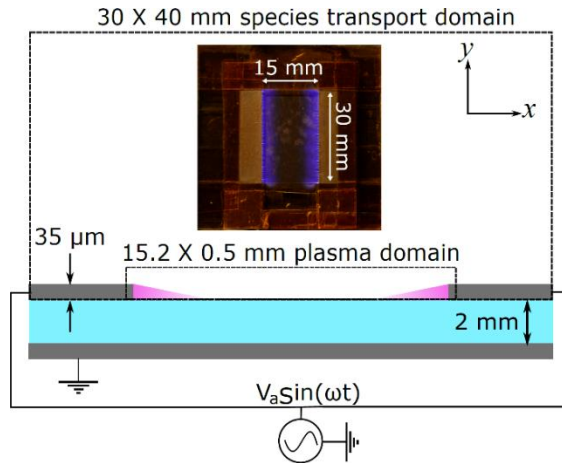 30 X 40 mm species transport domain
15 mm
30 mm
y
x
35 μm
15.2 X 0.5 mm plasma domain
2 mm
VaSin(ωt)